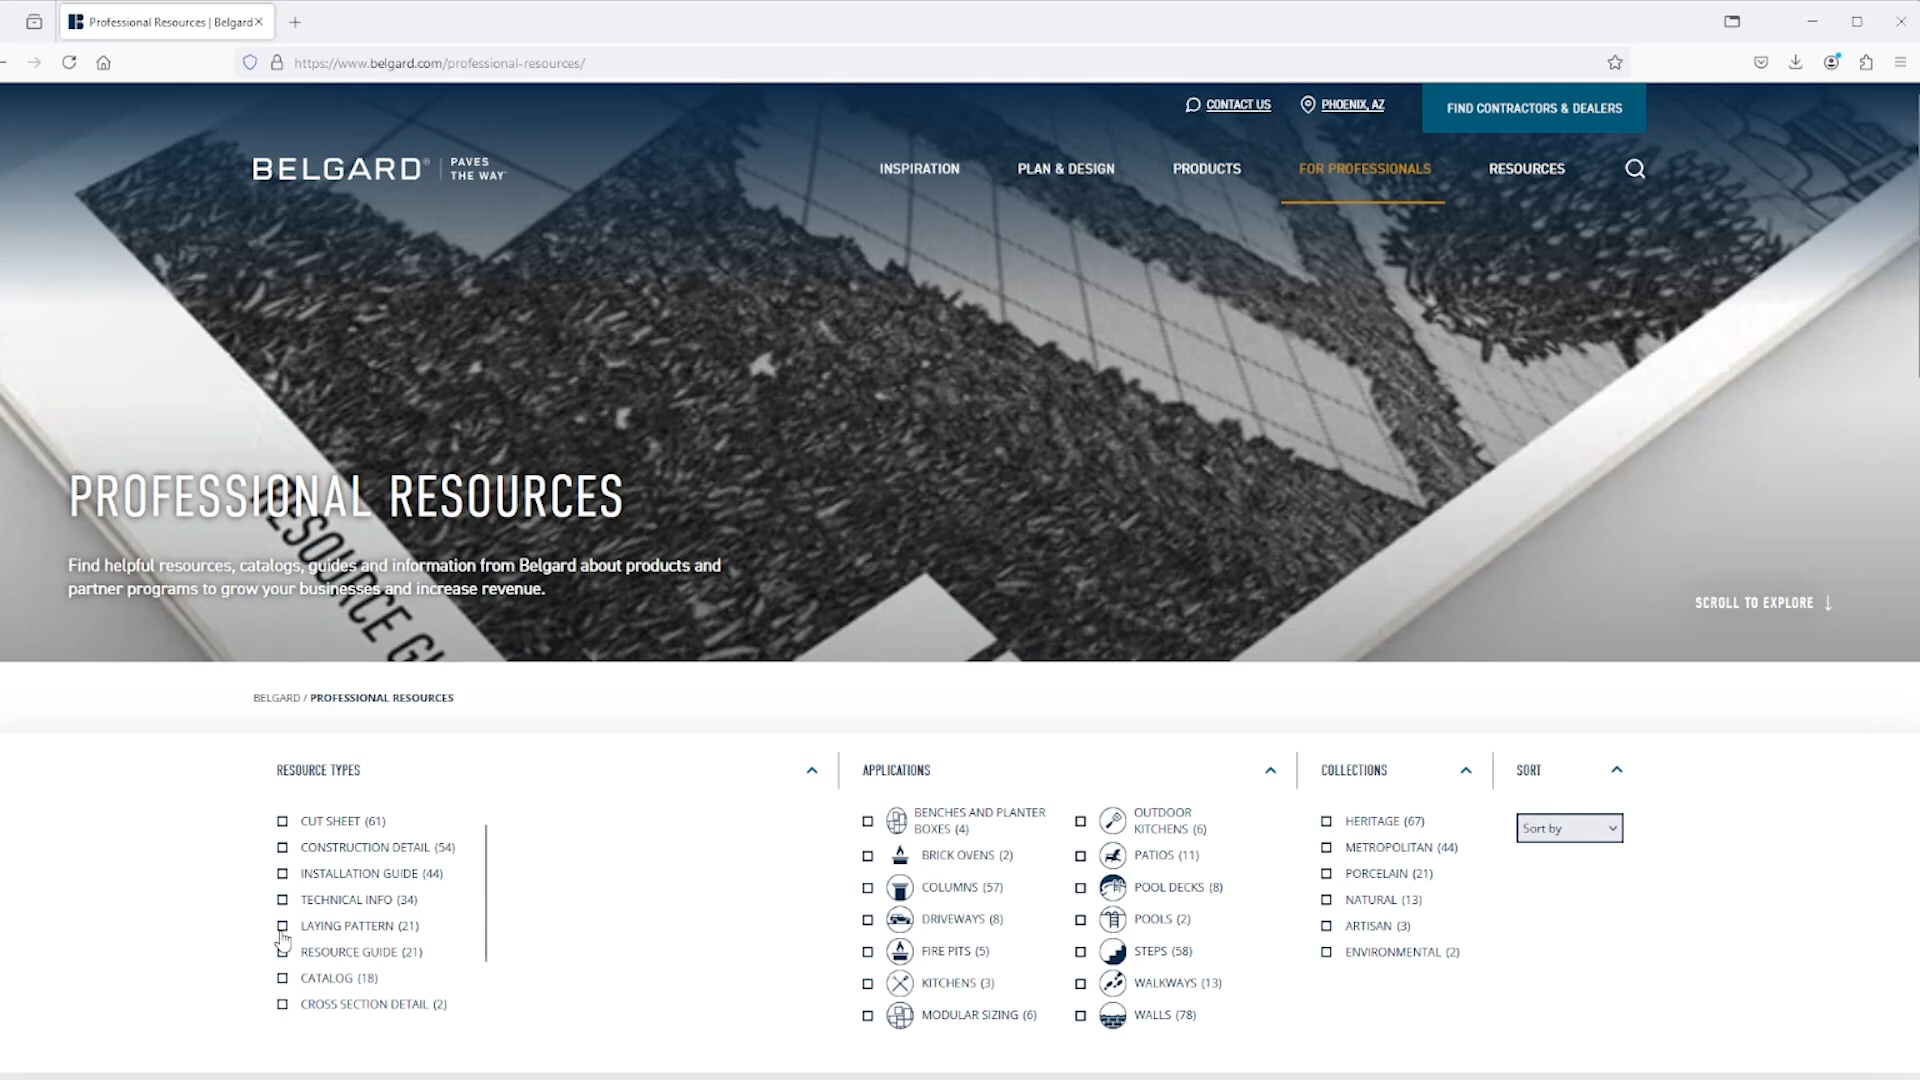 Professional Resources | Belgard
https://www.belgard.com/professional-resources/
CONTACT US
PHOENIX, AZ
FIND CONTRACTORS & DEALERS
BELGARD® | PAVES THE WAY
INSPIRATION
PLAN & DESIGN
PRODUCTS
FOR PROFESSIONALS
RESOURCES
PROFESSIONAL RESOURCES
Find helpful resources, catalogs, guides and information from Belgard about products and
partner programs to grow your businesses and increase revenue.
SCROLL TO EXPLORE
BELGARD / PROFESSIONAL RESOURCES
RESOURCE TYPES
CUT SHEET (61)
CONSTRUCTION DETAIL (54)
INSTALLATION GUIDE (44)
TECHNICAL INFO (34)
LAYING PATTERN (21)
RESOURCE GUIDE (21)
CATALOG (18)
CROSS SECTION DETAIL (2)
APPLICATIONS
BENCHES AND PLANTER
BOXES (4)
BRICK OVENS (2)
COLUMNS (57)
DRIVEWAYS (8)
FIRE PITS (5)
KITCHENS (3)
MODULAR SIZING (6)
OUTDOOR
KITCHENS (6)
PATIOS (11)
POOL DECKS (8)
POOLS (2)
STEPS (58)
WALKWAYS (13)
WALLS (78)
COLLECTIONS
HERITAGE (67)
METROPOLITAN (44)
PORCELAIN (21)
NATURAL (13)
ARTISAN (3)
ENVIRONMENTAL (2)
SORT
Sort by